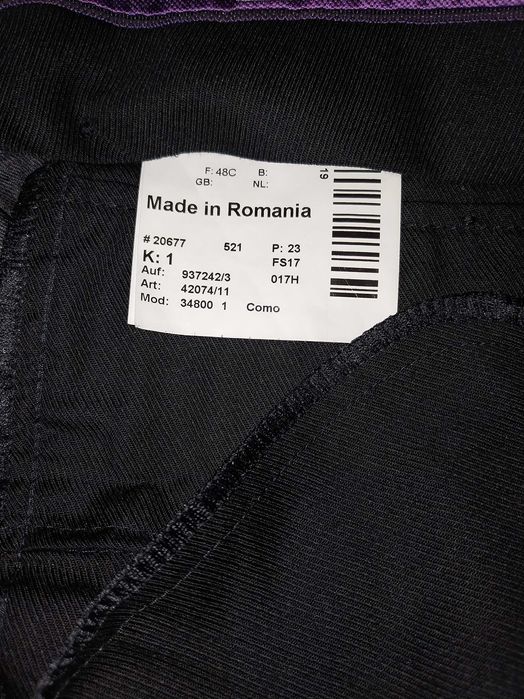 F: 48C B:
GB: NL:
19
Made in Romania
# 20677 521 P: 23
K: 1 FS17
Auf: 937242/3 017H
Art: 42074/11
Mod: 34800 1 Como